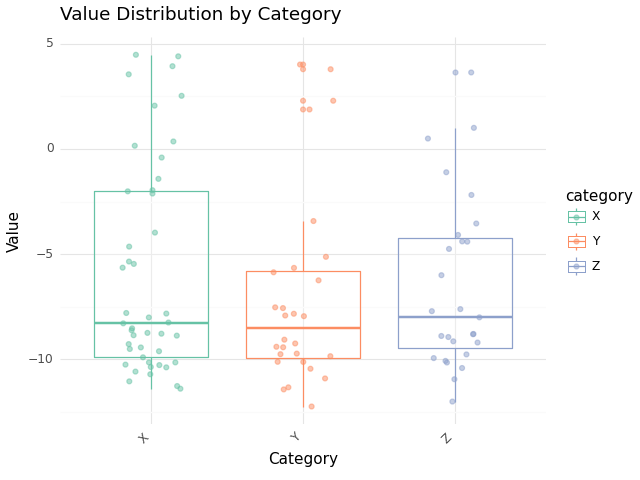 Value Distribution by Category
5
0
−5
−10
Value
X
Y
Z
Category
category
X
Y
Z